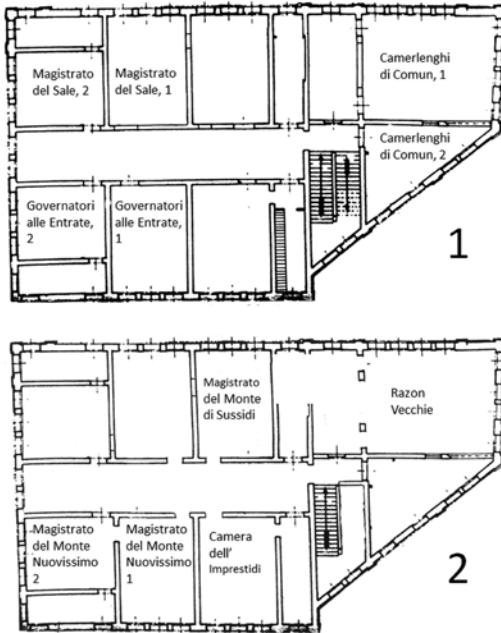 Magistrato
del Sale, 2
Magistrato
del Sale, 1
Camerlenghi
di Comun, 1
Camerlenghi
di Comun, 2
Governatori
alle Entrate,
2
Governatori
alle Entrate,
1
1
Magistrato
del Monte
di Sussidi
Razon
Vecchie
Magistrato
del Monte
Nuovissimo
2
Magistrato
del Monte
Nuovissimo
1
Camera
dell'
Imprestidi
2